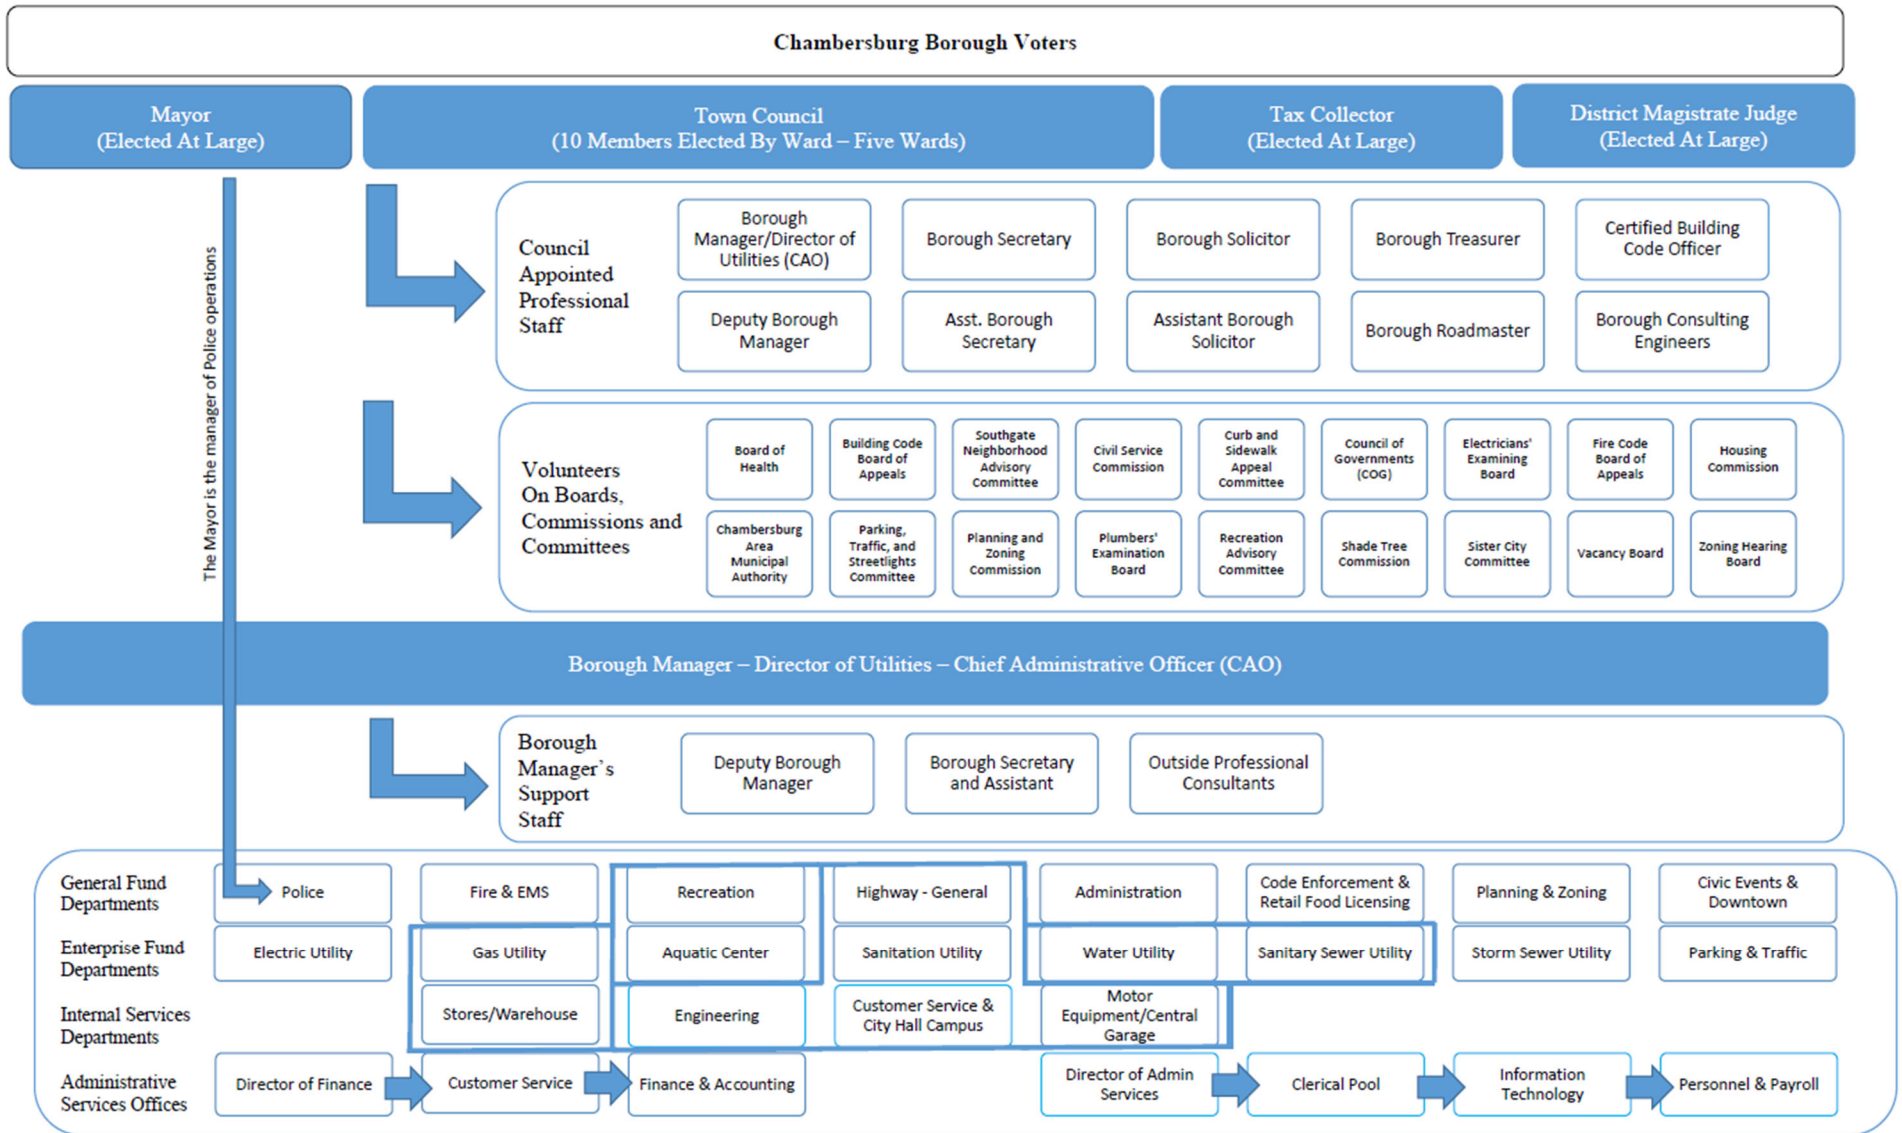 Chambersburg Borough Voters
Mayor
(Elected At Large)
Town Council
(10 Members Elected By Ward – Five Wards)
Tax Collector
(Elected At Large)
District Magistrate Judge
(Elected At Large)
The Mayor is the manager of Police operations
Council
Appointed
Professional
Staff
Borough
Manager/Director of
Utilities (CAO)
Borough Secretary
Borough Solicitor
Borough Treasurer
Certified Building
Code Officer
Deputy Borough
Manager
Asst. Borough
Secretary
Assistant Borough
Solicitor
Borough Roadmaster
Borough Consulting
Engineers
Volunteers
On Boards,
Commissions and
Committees
Board of
Health
Building Code
Board of
Appeals
Southgate
Neighborhood
Advisory
Committee
Civil Service
Commission
Curb and
Sidewalk
Appeal
Committee
Council of
Governments
(COG)
Electricians'
Examining
Board
Fire Code
Board of
Appeals
Housing
Commission
Chambersburg
Area
Municipal
Authority
Parking,
Traffic, and
Streetlights
Committee
Planning and
Zoning
Commission
Plumbers'
Examination
Board
Recreation
Advisory
Committee
Shade Tree
Commission
Sister City
Committee
Vacancy Board
Zoning Hearing
Board
Borough Manager – Director of Utilities – Chief Administrative Officer (CAO)
Borough
Manager's
Support
Staff
Deputy Borough
Manager
Borough Secretary
and Assistant
Outside Professional
Consultants
General Fund
Departments
Police
Fire & EMS
Recreation
Highway - General
Administration
Code Enforcement &
Retail Food Licensing
Planning & Zoning
Civic Events &
Downtown
Enterprise Fund
Departments
Electric Utility
Gas Utility
Aquatic Center
Sanitation Utility
Water Utility
Sanitary Sewer Utility
Storm Sewer Utility
Parking & Traffic
Internal Services
Departments
Stores/Warehouse
Engineering
Customer Service &
City Hall Campus
Motor
Equipment/Central
Garage
Administrative
Services Offices
Director of Finance
Customer Service
Finance & Accounting
Director of Admin
Services
Clerical Pool
Information
Technology
Personnel & Payroll